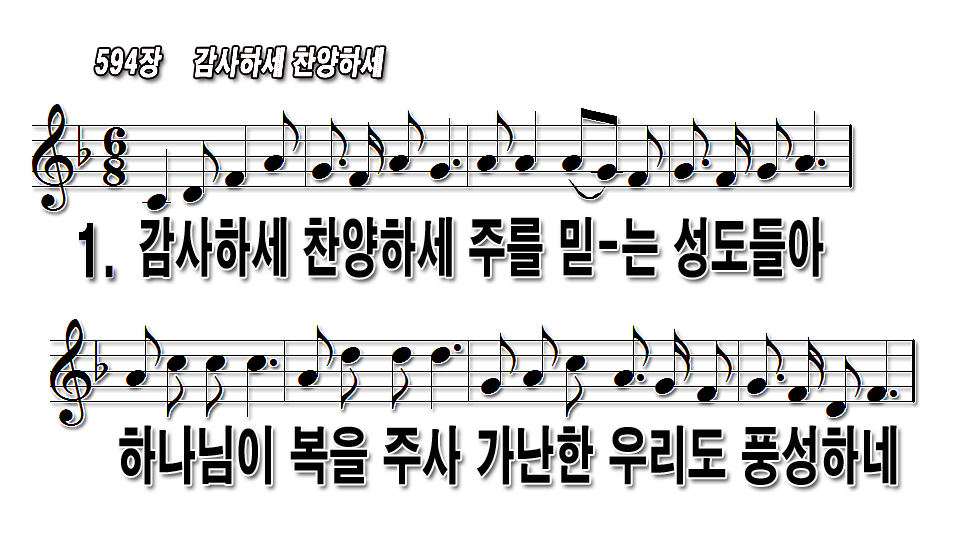 594장 감사하세 찬양하세
6
8
1. 감사하세 찬양하세 주를 믿-는 성도들아
하나님이 복을 주사 가난한 우리도 풍성하네